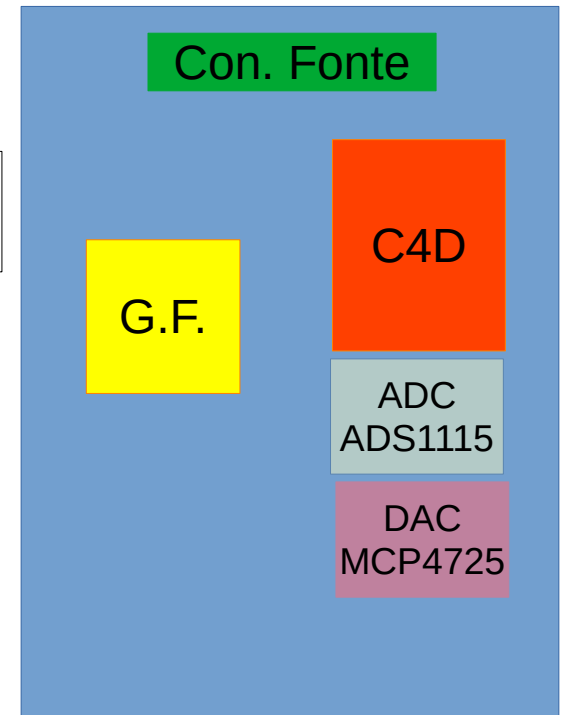 Con. Fonte
C4D
G.F.
ADC
ADS1115
DAC
MCP4725